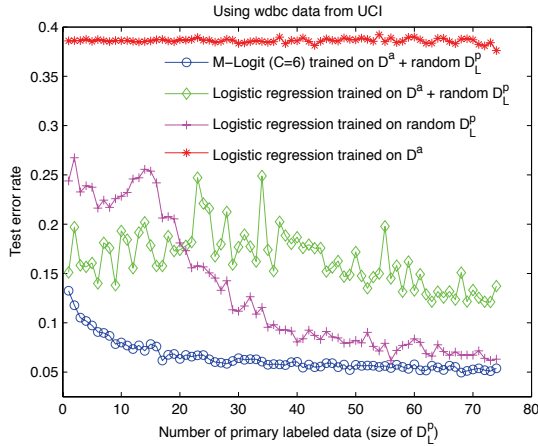 Using wdbc data from UCI
0.4
0.35
0.3
0.25
0.2
0.15
0.1
0.05
Test error rate
M−Logit (C=6) trained on D^a + random D_L^p
Logistic regression trained on D^a + random D_L^p
Logistic regression trained on random D_L^p
Logistic regression trained on D^a
0 10 20 30 40 50 60 70 80
Number of primary labeled data (size of D_L^p)